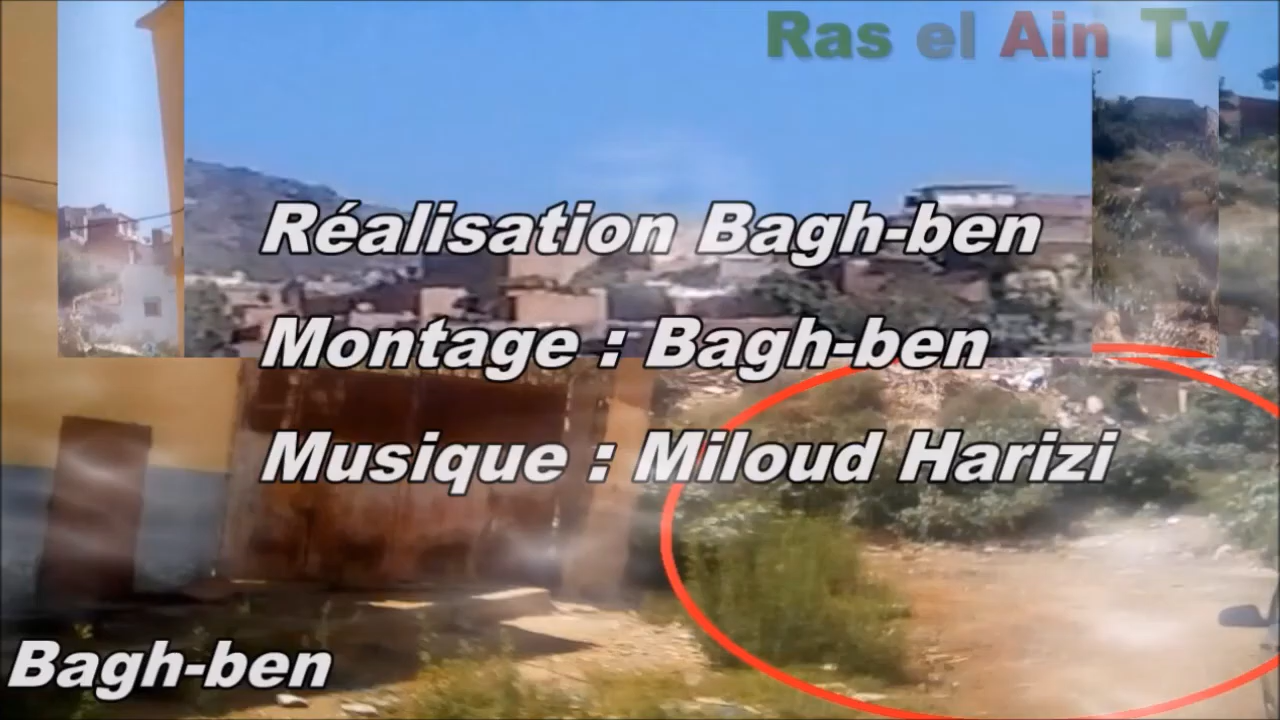 Ras el Ain Tv
Réalisation Bagh-ben
Montage : Bagh-ben
Musique : Miloud Harizi
Bagh-ben